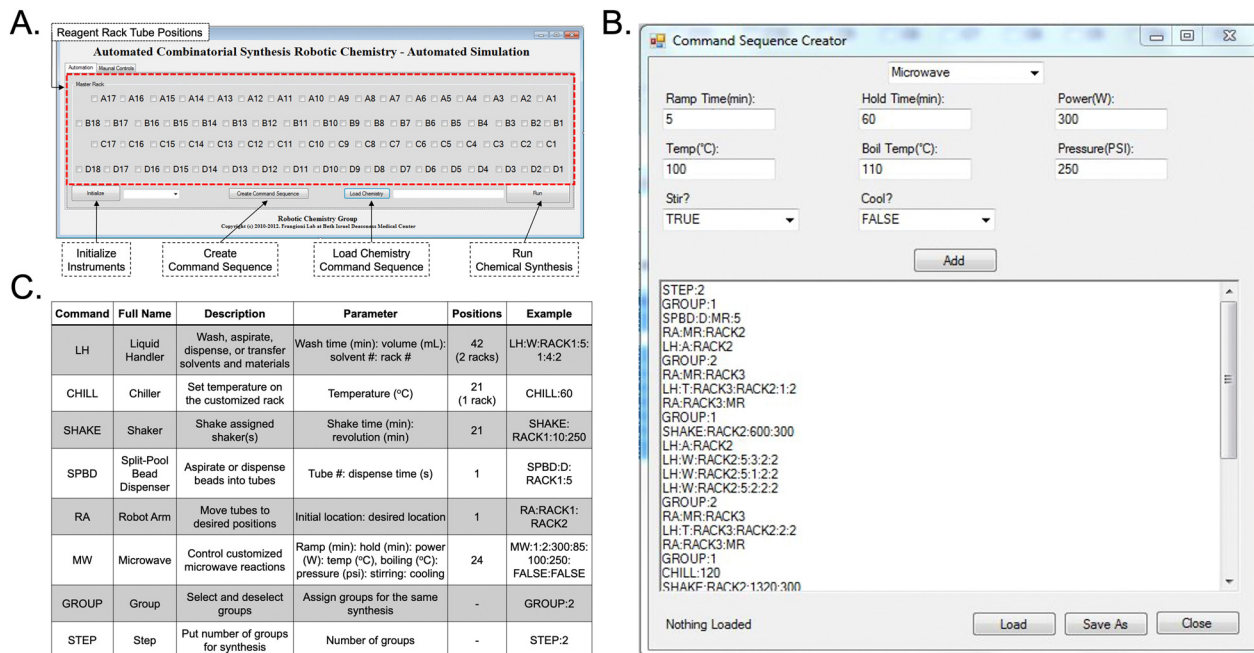 A.
Reagent Rack Tube Positions
Automated Combinatorial Synthesis Robotic Chemistry - Automated Simulation
Automation Maunal Controls
Master Rack
A17 A16 A15 A14 A13 A12 A11 A10 A9 A8 A7 A6 A5 A4 A3 A2 A1
B18 B17 B16 B15 B14 B13 B12 B11 B10 B9 B8 B7 B6 B5 B4 B3 B2 B1
C17 C16 C15 C14 C13 C12 C11 C10 C9 C8 C7 C6 C5 C4 C3 C2 C1
D18 D17 D16 D15 D14 D13 D12 D11 D10 D9 D8 D7 D6 D5 D4 D3 D2 D1
Initialize Create Command Sequence Load Chemistry Run
Robotic Chemistry Group
Copyright (c) 2010-2012. Frangioni Lab at Beth Israel Deaconess Medical Center
Initialize
Instruments
Create
Command Sequence
Load Chemistry
Command Sequence
Run
Chemical Synthesis
B.
Command Sequence Creator
Microwave
Ramp Time(min): Hold Time(min): Power(W):
5 60 300
Temp(°C): Boil Temp(°C): Pressure(PSI):
100 110 250
Stir? Cool?
TRUE FALSE
Add
STEP:2
GROUP:1
SPBD:D:MR:5
RA:MR:RACK2
LH:A:RACK2
GROUP:2
RA:MR:RACK3
LH:T:RACK3:RACK2:1:2
RA:RACK3:MR
GROUP:1
SHAKE:RACK2:600:300
LH:A:RACK2
LH:W:RACK2:5:3:2:2
LH:W:RACK2:5:1:2:2
LH:W:RACK2:5:2:2:2
GROUP:2
RA:MR:RACK3
LH:T:RACK3:RACK2:2:2
RA:RACK3:MR
GROUP:1
CHILL:120
SHAKE:RACK2:1320:300
Nothing Loaded Load Save As Close
C.
Command Full Name Description Parameter Positions Example
LH Liquid Handler Wash, aspirate, dispense, or transfer solvents and materials Wash time (min): volume (mL): solvent #: rack # 42 (2 racks) LH:W:RACK1:5: 1:4:2
CHILL Chiller Set temperature on the customized rack Temperature (°C) 21 (1 rack) CHILL:60
SHAKE Shaker Shake assigned shaker(s) Shake time (min): revolution (min) 21 SHAKE: RACK1:10:250
SPBD Split-Pool Bead Dispenser Aspirate or dispense beads into tubes Tube #: dispense time (s) 1 SPBD:D: RACK1:5
RA Robot Arm Move tubes to desired positions Initial location: desired location 1 RA:RACK1: RACK2
MW Microwave Control customized microwave reactions Ramp (min): hold (min): power (W): temp (°C), boiling (°C): pressure (psi): stirring: cooling 24 MW:1:2:300:85: 100:250: FALSE:FALSE
GROUP Group Select and deselect groups Assign groups for the same synthesis - GROUP:2
STEP Step Put number of groups for synthesis Number of groups - STEP:2